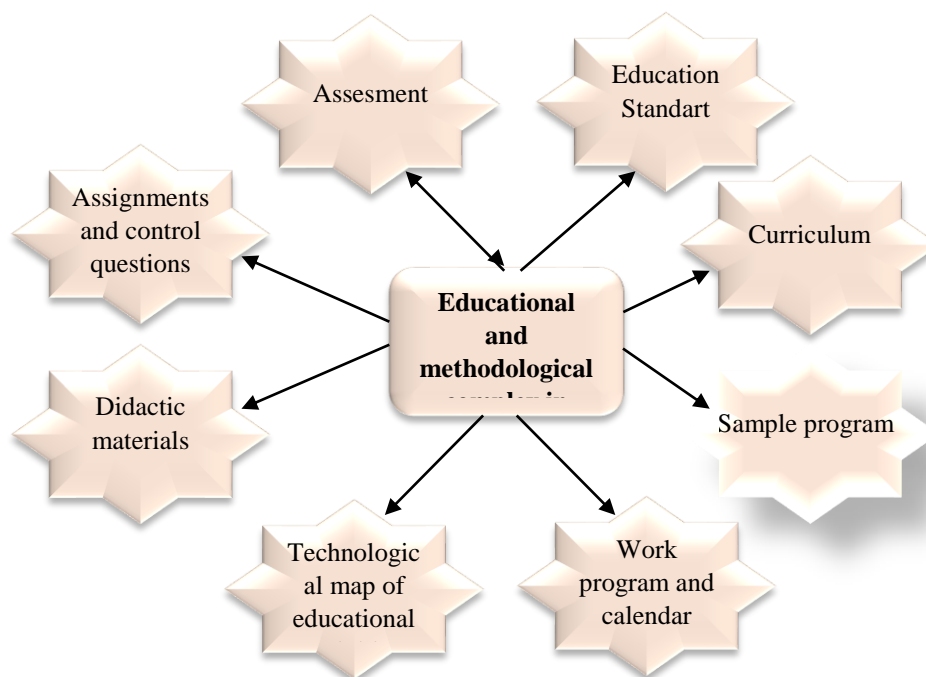 Assesment
Education
Standart
Assignments
and control
questions
Curriculum
Educational
and
methodological
Didactic
materials
Sample program
Technologic
al map of
educational
Work
program and
calendar